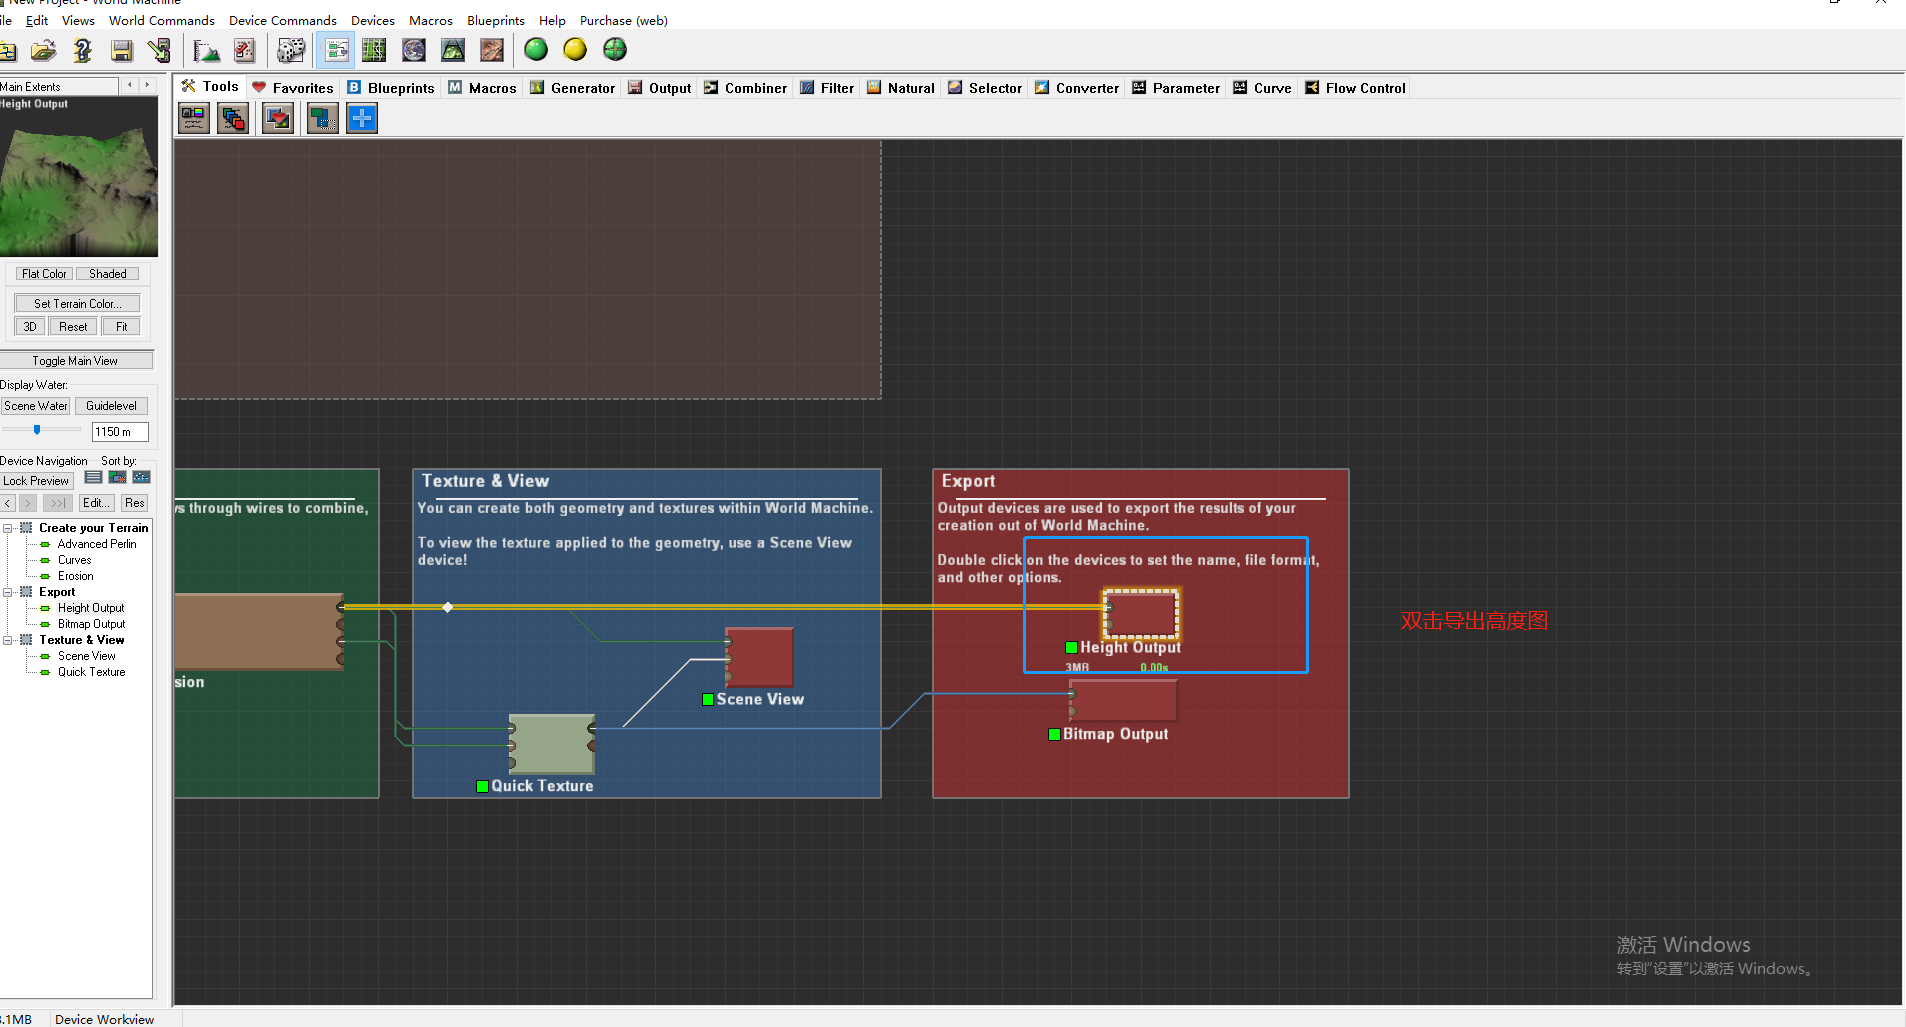 New Project - World Machine
ile Edit Views World Commands Device Commands Devices Macros Blueprints Help Purchase (web)
Main Extents
Height Output
Tools Favorites Blueprints Macros Generator Output Combiner Filter Natural Selector Converter Parameter Curve Flow Control
Flat Color Shaded
Set Terrain Color...
3D Reset Fit
Toggle Main View
Display Water:
Scene Water Guidelevel
1150 m
Device Navigation Sort by:
Lock Preview
< > >>| Edit... Res
Create your Terrain
Advanced Perlin
Curves
Erosion
Export
Height Output
Bitmap Output
Texture & View
Scene View
Quick Texture
ys through wires to combine,
sion
Texture & View
You can create both geometry and textures within World Machine.
To view the texture applied to the geometry, use a Scene View
device!
Scene View
Quick Texture
Export
Output devices are used to export the results of your
creation out of World Machine.
Double click on the devices to set the name, file format,
and other options.
Height Output
3MB 0.00s
Bitmap Output
双击导出高度图
激活 Windows
转到"设置"以激活 Windows。
3.1MB Device Workview